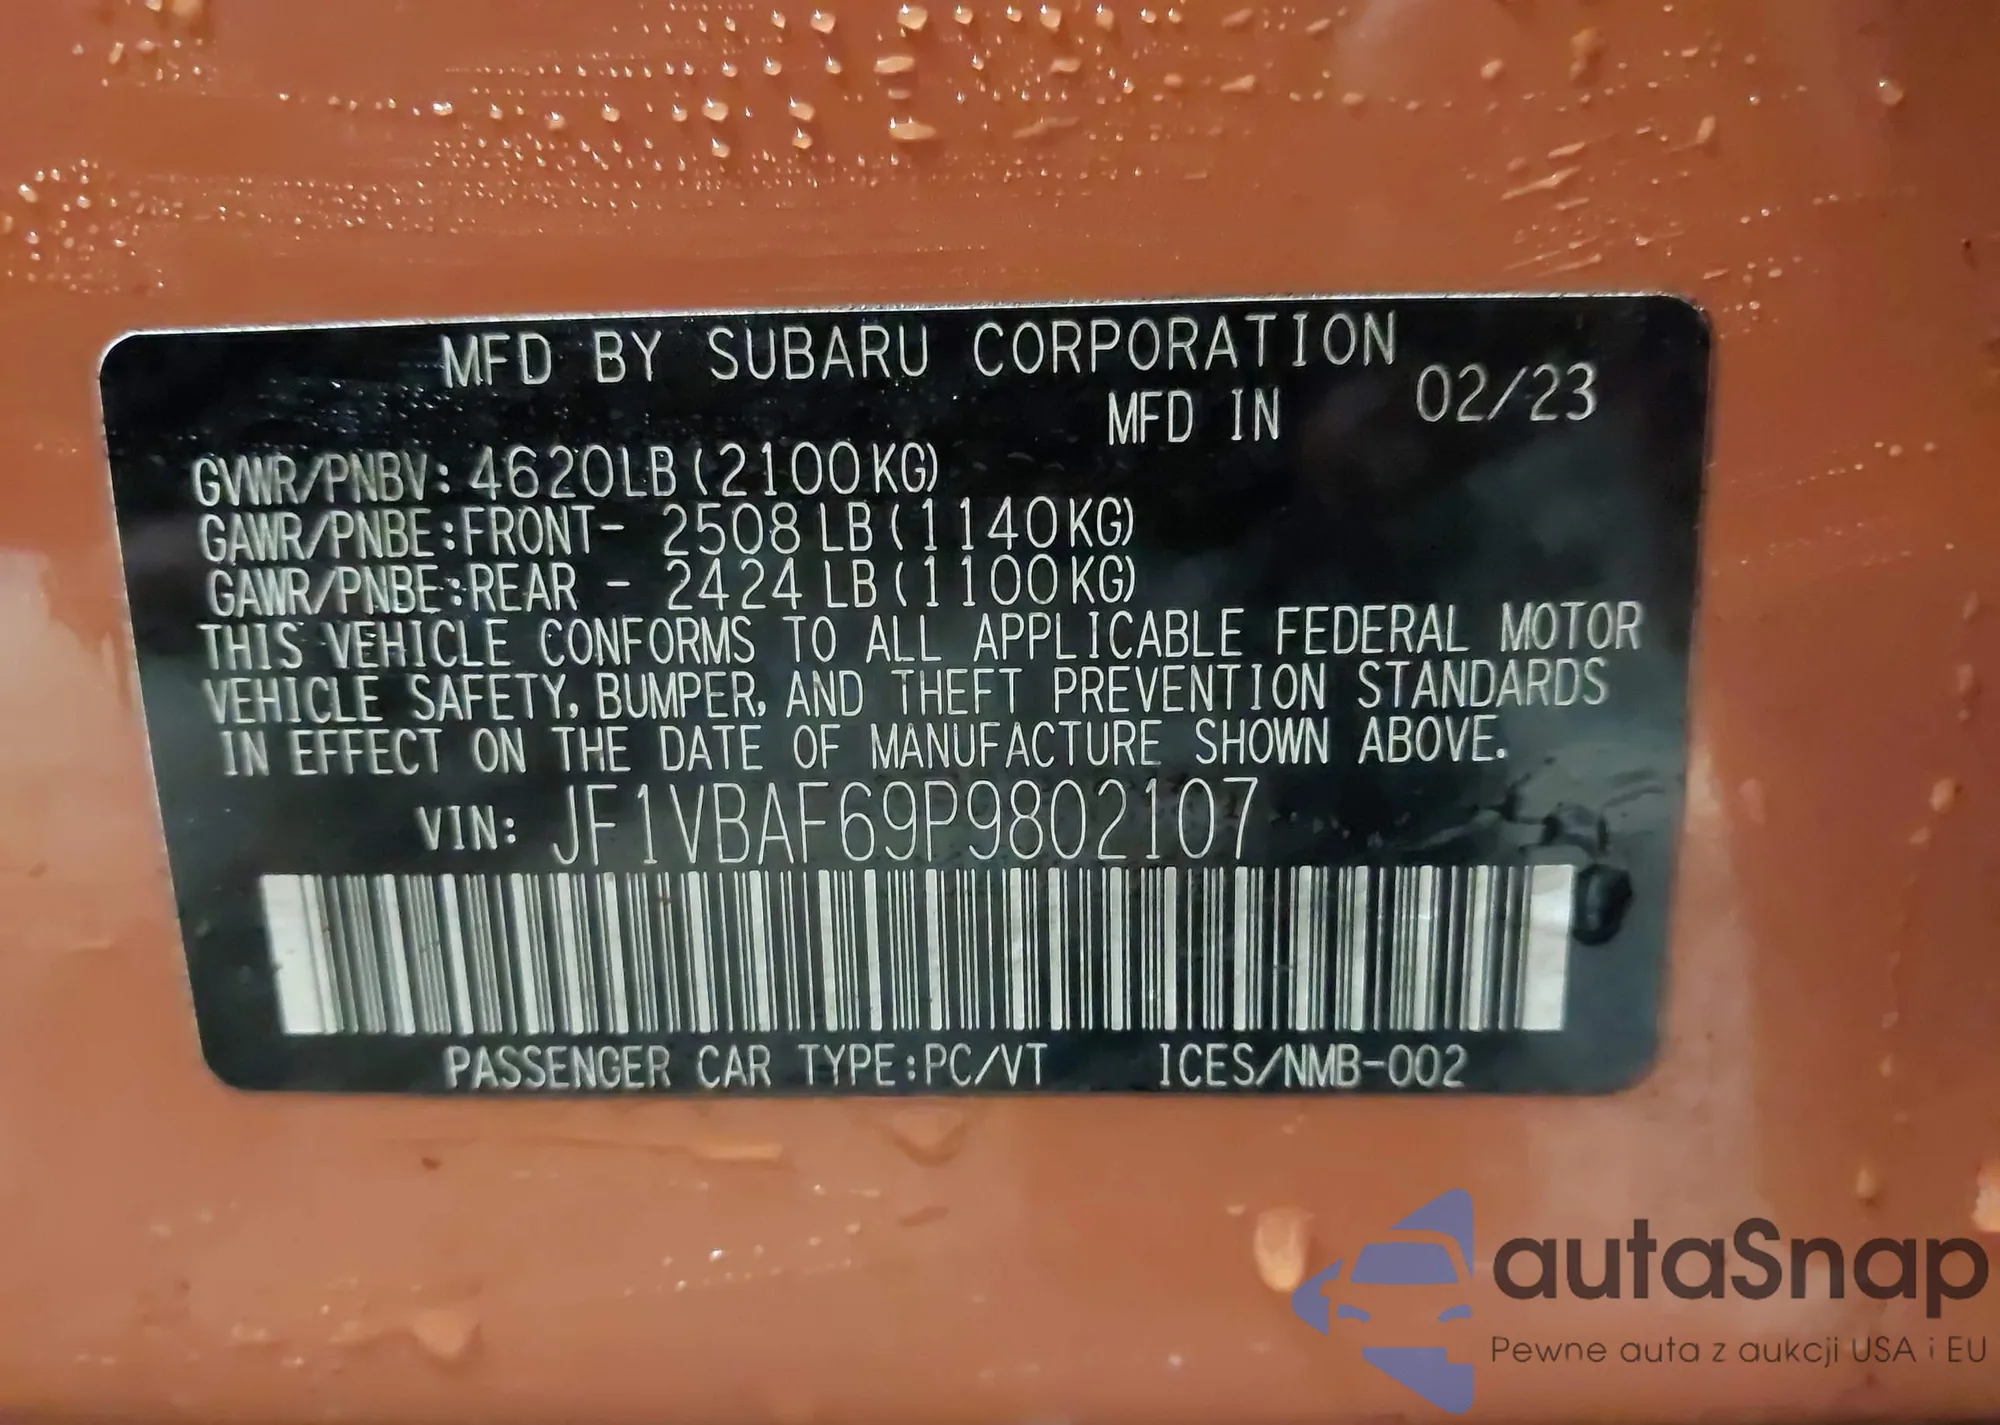 MFD BY SUBARU CORPORATION
MFD IN 02/23
GVWR/PNBV: 4620LB (2100KG)
GAWR/PNBE:FRONT- 2508 LB (1140KG)
GAWR/PNBE:REAR - 2424 LB (1100KG)
THIS VEHICLE CONFORMS TO ALL APPLICABLE FEDERAL MOTOR
VEHICLE SAFETY, BUMPER, AND THEFT PREVENTION STANDARDS
IN EFFECT ON THE DATE OF MANUFACTURE SHOWN ABOVE.
VIN: JF1VBAF69P9802107
PASSENGER CAR TYPE:PC/VT ICES/NMB-002
autaSnap
Pewne auta z aukcji USA i EU